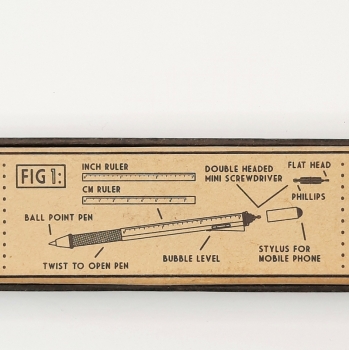 FIG 1:
INCH RULER
CM RULER
DOUBLE HEADED
MINI SCREWDRIVER
FLAT HEAD
PHILLIPS
BALL POINT PEN
TWIST TO OPEN PEN
BUBBLE LEVEL
STYLUS FOR
MOBILE PHONE